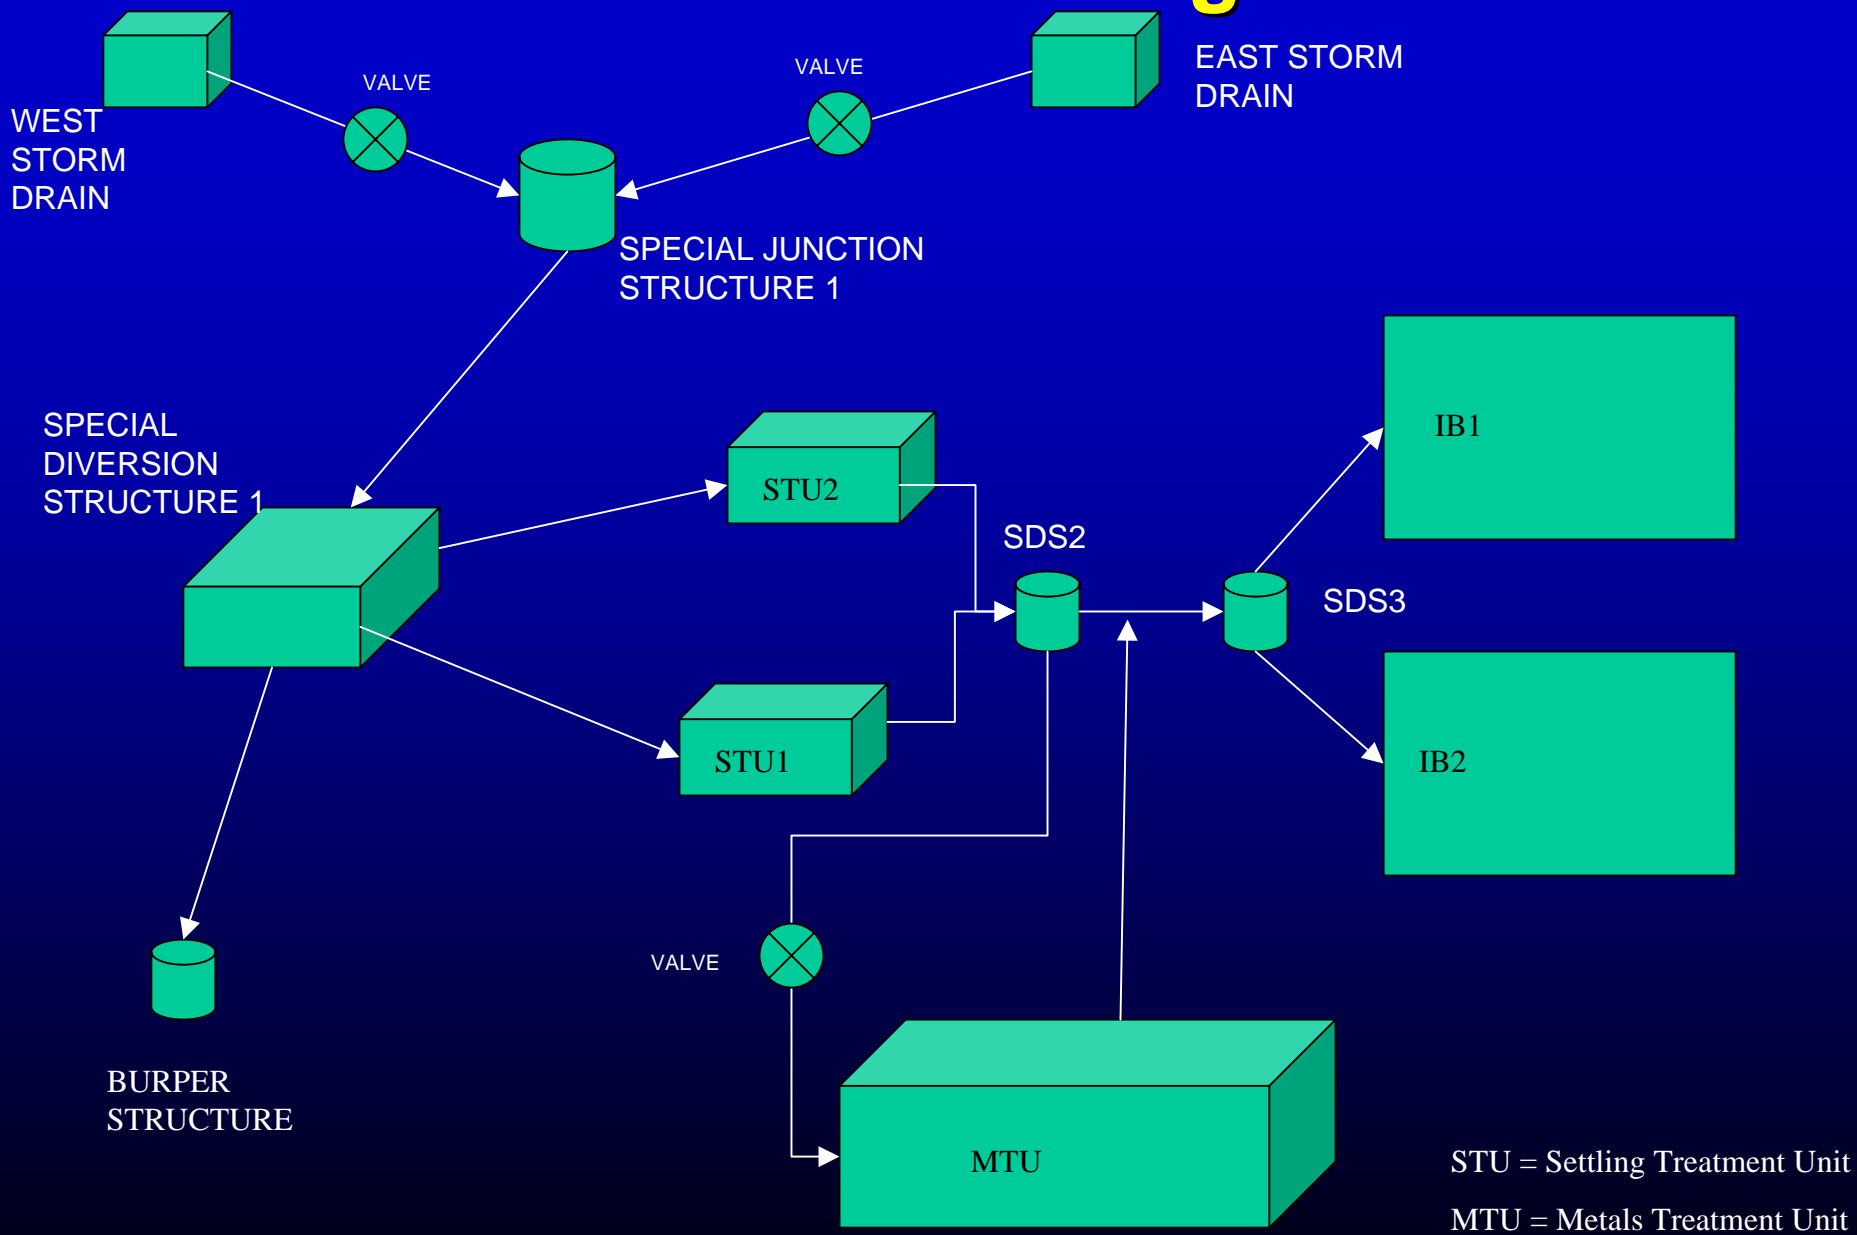 VALVE
VALVE
EAST STORM
DRAIN
WEST
STORM
DRAIN
SPECIAL JUNCTION
STRUCTURE 1
SPECIAL
DIVERSION
STRUCTURE 1
STU2
IB1
SDS2
SDS3
STU1
IB2
VALVE
BURPER
STRUCTURE
MTU
STU = Settling Treatment Unit
MTU = Metals Treatment Unit